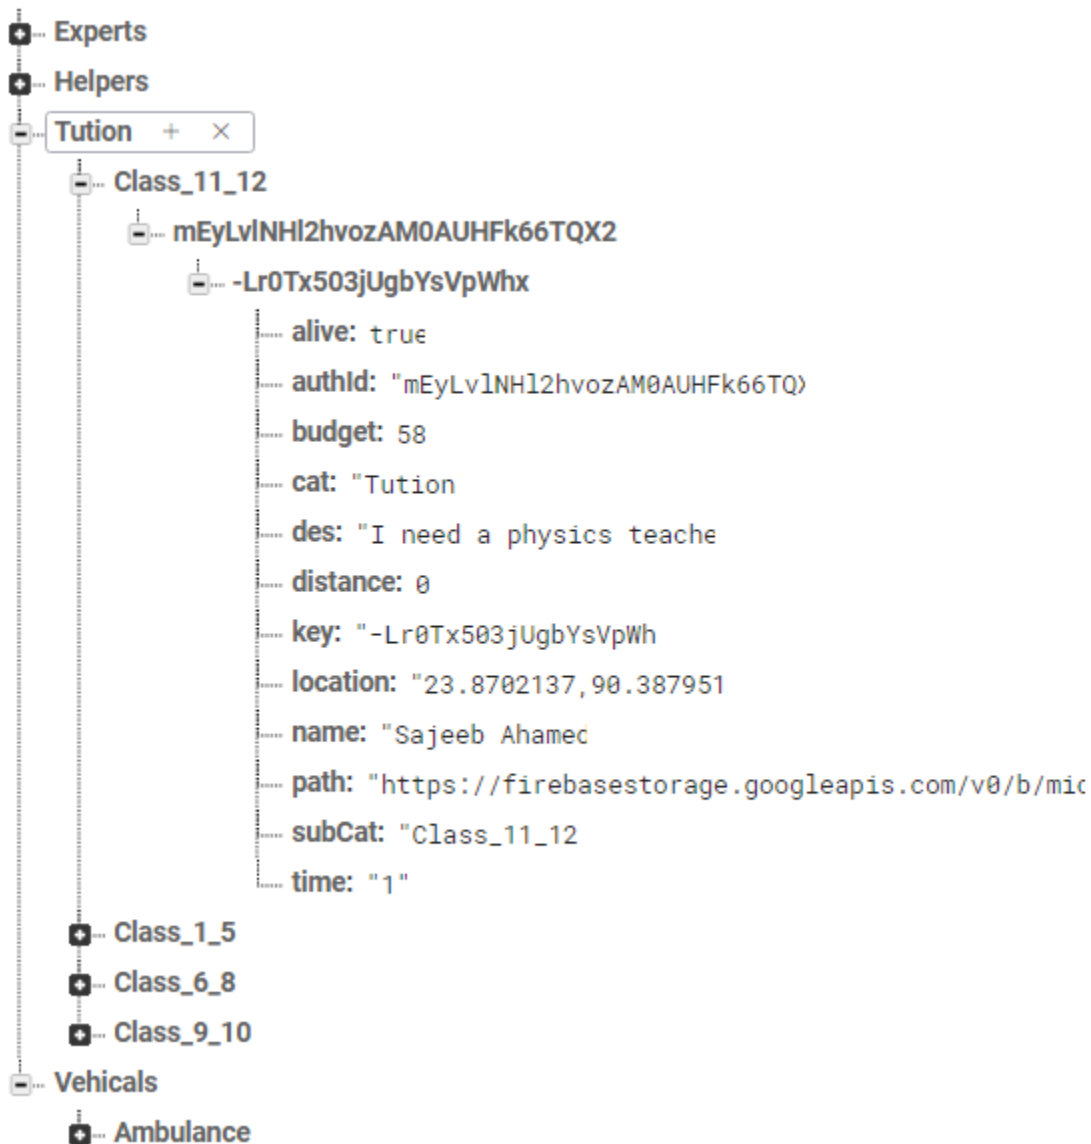 Experts
Helpers
Tution + ×
Class_11_12
mEyLvlNHl2hvozAM0AUHFk66TQX2
-Lr0Tx503jUgbYsVpWhx
alive: true
authId: "mEyLvlNHl2hvozAM0AUHFk66TQX
budget: 58
cat: "Tution
des: "I need a physics teache
distance: 0
key: "-Lr0Tx503jUgbYsVpWh
location: "23.8702137,90.387951
name: "Sajeeb Ahamed
path: "https://firebasestorage.googleapis.com/v0/b/mic
subCat: "Class_11_12
time: "1"
Class_1_5
Class_6_8
Class_9_10
Vehicals
Ambulance